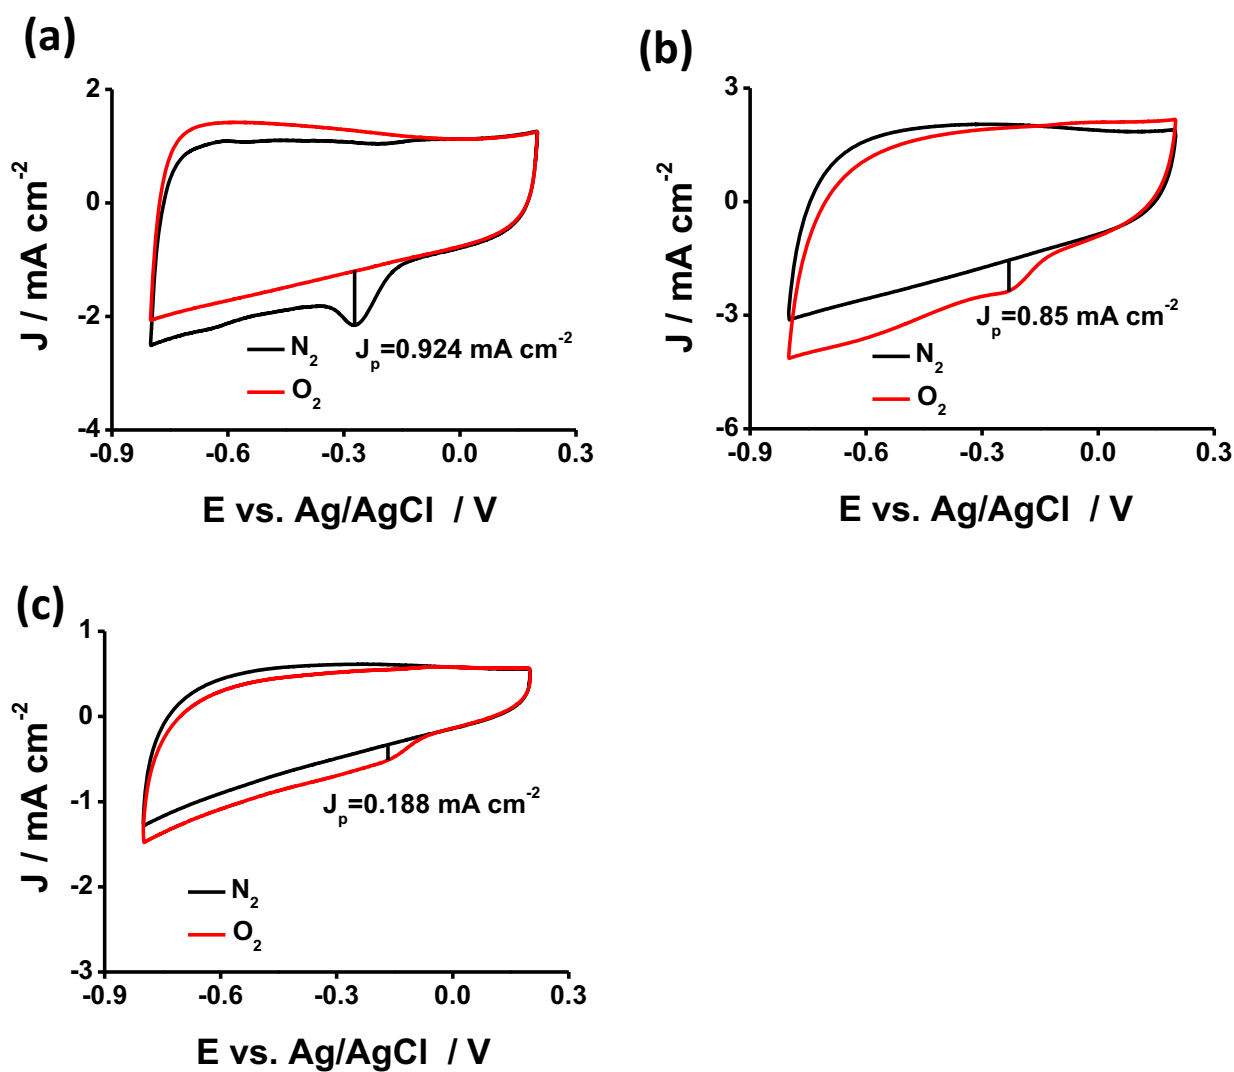 (a)
2
0
-2
-4
J / mA cm-2
-0.9 -0.6 -0.3 0.0 0.3
E vs. Ag/AgCl / V
N2
O2
Jp=0.924 mA cm-2
(b)
3
0
-3
-6
J / mA cm-2
-0.9 -0.6 -0.3 0.0 0.3
E vs. Ag/AgCl / V
Jp=0.85 mA cm-2
N2
O2
(c)
1
0
-1
-2
-3
J / mA cm-2
-0.9 -0.6 -0.3 0.0 0.3
E vs. Ag/AgCl / V
Jp=0.188 mA cm-2
N2
O2